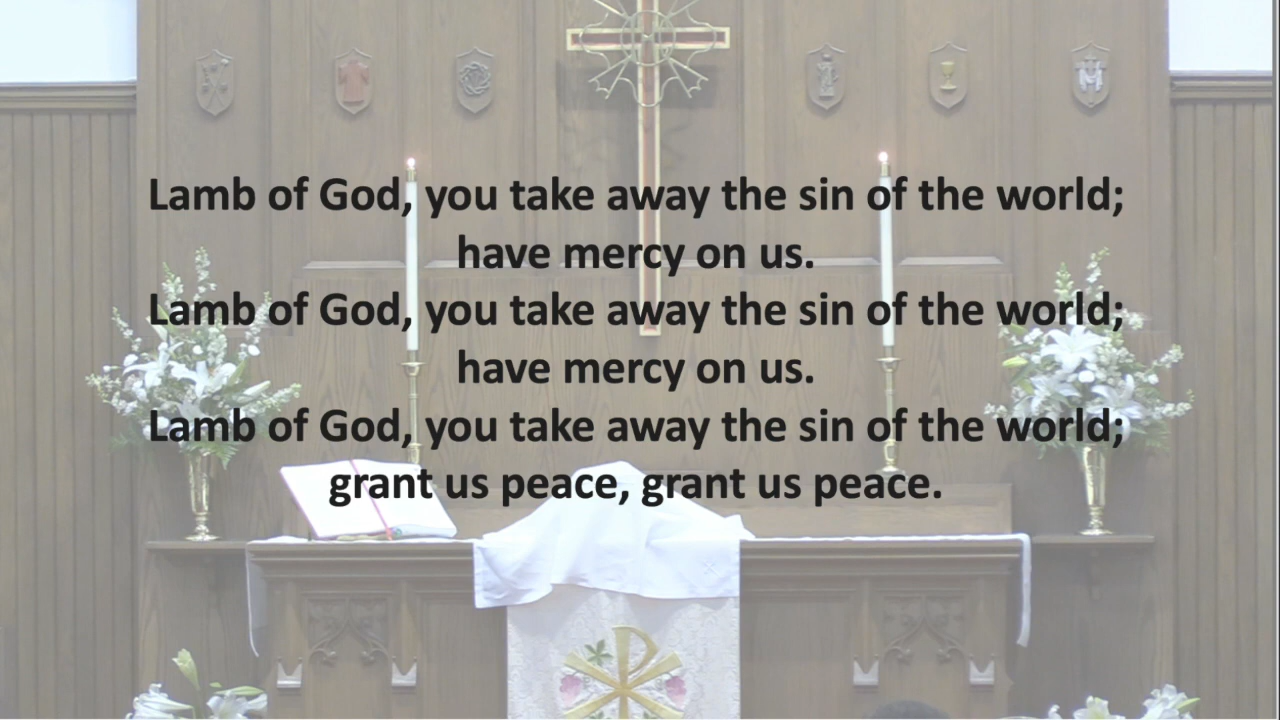 Lamb of God, you take away the sin of the world;
have mercy on us.
Lamb of God, you take away the sin of the world;
have mercy on us.
Lamb of God, you take away the sin of the world;
grant us peace, grant us peace.